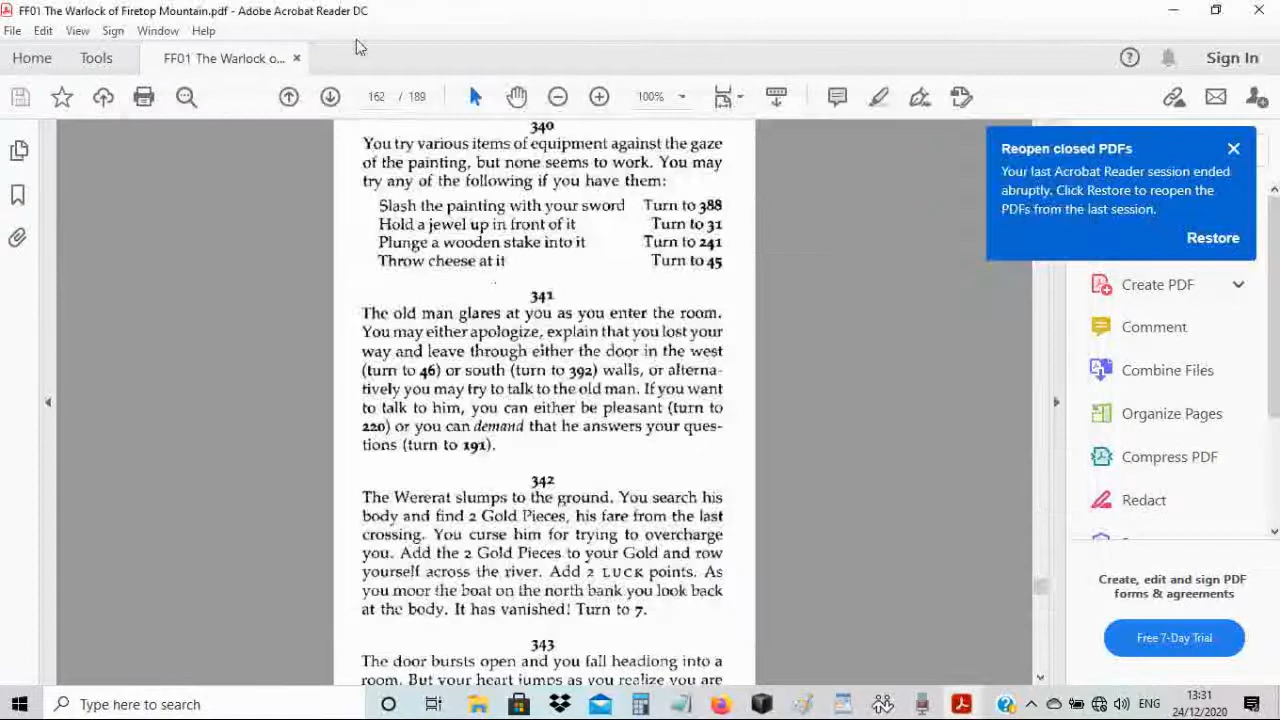 FF01 The Warlock of Firetop Mountain.pdf - Adobe Acrobat Reader DC
File Edit View Sign Window Help
Home Tools FF01 The Warlock o... × Sign In
162 / 189 100%
340
You try various items of equipment against the gaze
of the painting, but none seems to work. You may
try any of the following if you have them:
Slash the painting with your sword Turn to 388
Hold a jewel up in front of it Turn to 31
Plunge a wooden stake into it Turn to 241
Throw cheese at it Turn to 45
341
The old man glares at you as you enter the room.
You may either apologize, explain that you lost your
way and leave through either the door in the west
(turn to 46) or south (turn to 392) walls, or alterna-
tively you may try to talk to the old man. If you want
to talk to him, you can either be pleasant (turn to
220) or you can demand that he answers your ques-
tions (turn to 191).
342
The Wererat slumps to the ground. You search his
body and find 2 Gold Pieces, his fare from the last
crossing. You curse him for trying to overcharge
you. Add the 2 Gold Pieces to your Gold and row
yourself across the river. Add 2 LUCK points. As
you moor the boat on the north bank you look back
at the body. It has vanished! Turn to 7.
343
The door bursts open and you fall headlong into a
room. But your heart jumps as you realize you are
Reopen closed PDFs
Your last Acrobat Reader session ended
abruptly. Click Restore to reopen the
PDFs from the last session.
Restore
Create PDF
Comment
Combine Files
Organize Pages
Compress PDF
Redact
Create, edit and sign PDF
forms & agreements
Free 7-Day Trial
Type here to search
ENG
13:31
24/12/2020